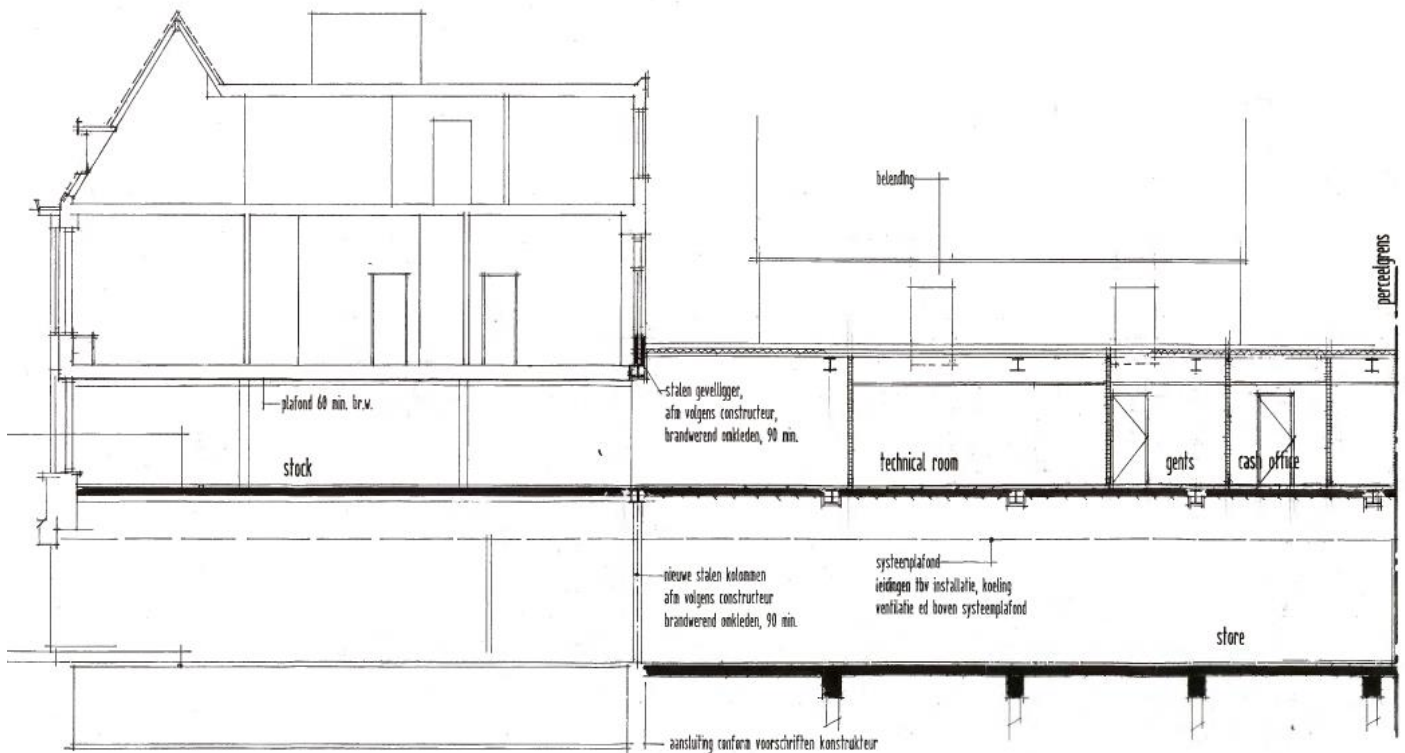 belending
perceelgrens
plafond 60 min. br.w.
stalen gevelligger,
afm volgens constructeur,
brandwerend omkleden, 90 min.
stock
technical room
gents
cash office
nieuwe stalen kolommen
afm volgens constructeur
brandwerend omkleden, 90 min.
systeemplafond
leidingen tbv installatie, koeling
ventilatie ed boven systeemplafond
store
aansluiting conform voorschriften konstrukteur